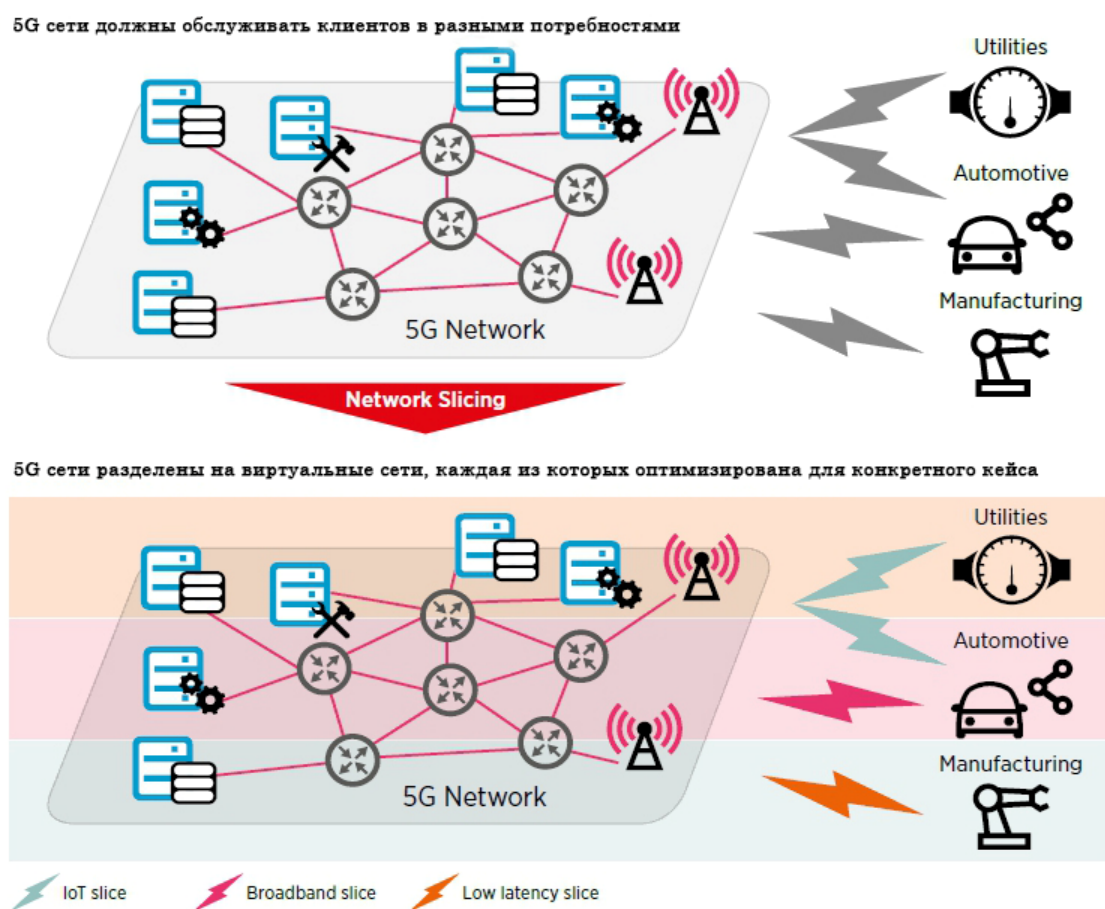 5G сети должны обслуживать клиентов в разными потребностями
Utilities
Automotive
Manufacturing
5G Network
Network Slicing
5G сети разделены на виртуальные сети, каждая из которых оптимизирована для конкретного кейса
Utilities
Automotive
Manufacturing
5G Network
IoT slice
Broadband slice
Low latency slice